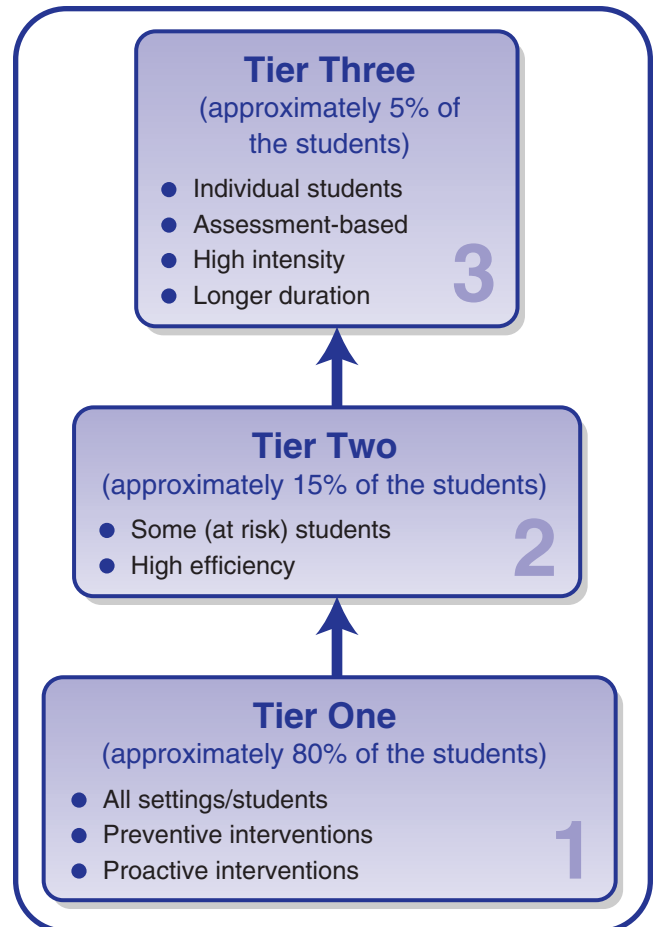 Tier Three
(approximately 5% of
the students)
● Individual students
● Assessment-based
● High intensity
● Longer duration
3
Tier Two
(approximately 15% of the students)
● Some (at risk) students
● High efficiency
2
Tier One
(approximately 80% of the students)
● All settings/students
● Preventive interventions
● Proactive interventions
1